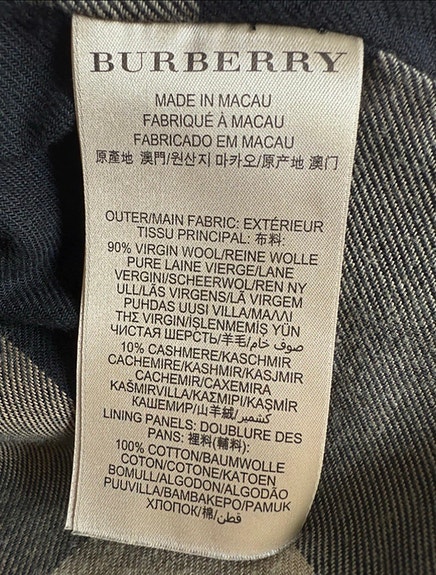 BURBERRY
MADE IN MACAU
FABRIQUÉ À MACAU
FABRICADO EM MACAU
原產地 澳門/원산지 마카오/原产地 澳门
OUTER/MAIN FABRIC: EXTÉRIEUR
TISSU PRINCIPAL: 布料:
90% VIRGIN WOOL/REINE WOLLE
PURE LAINE VIERGE/LANE
VERGINI/SCHEERWOL/REN NY
ULL/LÃS VIRGENS/LÃ VIRGEM
PUHDAS UUSI VILLA/ΜΑΛΛΙ
ΤΗΣ VIRGIN/İŞLENMEMİŞ YÜN
ЧИСТАЯ ШЕРСТЬ/羊毛/صوف خام
10% CASHMERE/KASCHMIR
CACHEMIRE/KASHMIR/KASJMIR
CACHEMIR/CAXEMIRA
KAŠMIRVILLA/ΚΑΣΜΙΡΙ/KAŞMİR
КАШЕМИР/山羊絨/كشمير
LINING PANELS: DOUBLURE DES
PANS: 裡料(輔料):
100% COTTON/BAUMWOLLE
COTON/COTONE/KATOEN
BOMULL/ALGODON/ALGODÃO
PUUVILLA/ΒΑΜΒΑΚΕΡΟ/PAMUK
ХЛОПОК/棉/قطن